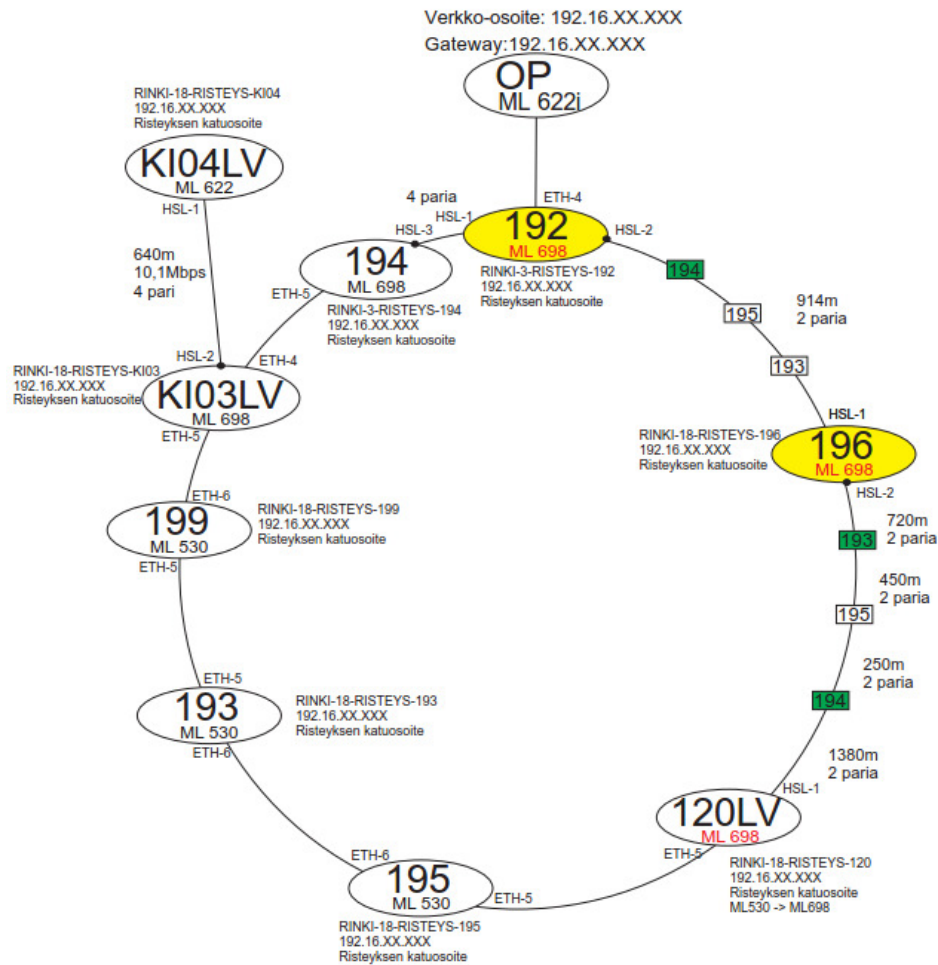 Verkko-osoite: 192.16.XX.XXX
Gateway:192.16.XX.XXX
OP
ML 622i
RINKI-18-RISTEYS-KI04
192.16.XX.XXX
Risteyksen katuosoite
KI04LV
ML 622
HSL-1
4 paria
HSL-1
ETH-4
192
ML 698
HSL-2
HSL-3
194
ML 698
ETH-5
RINKI-3-RISTEYS-192
192.16.XX.XXX
Risteyksen katuosoite
640m
10,1Mbps
4 pari
RINKI-3-RISTEYS-194
192.16.XX.XXX
Risteyksen katuosoite
194
195
914m
2 paria
193
HSL-2
ETH-4
RINKI-18-RISTEYS-KI03
192.16.XX.XXX
Risteyksen katuosoite
KI03LV
ML 698
ETH-5
HSL-1
RINKI-18-RISTEYS-196
192.16.XX.XXX
Risteyksen katuosoite
196
ML 698
HSL-2
ETH-6
199
ML 530
ETH-5
RINKI-18-RISTEYS-199
192.16.XX.XXX
Risteyksen katuosoite
720m
2 paria
193
450m
2 paria
195
250m
2 paria
194
ETH-5
193
ML 530
ETH-6
RINKI-18-RISTEYS-193
192.16.XX.XXX
Risteyksen katuosoite
1380m
2 paria
HSL-1
120LV
ML 698
ETH-5
ETH-6
195
ML 530
ETH-5
RINKI-18-RISTEYS-120
192.16.XX.XXX
Risteyksen katuosoite
ML530 -> ML698
RINKI-18-RISTEYS-195
192.16.XX.XXX
Risteyksen katuosoite